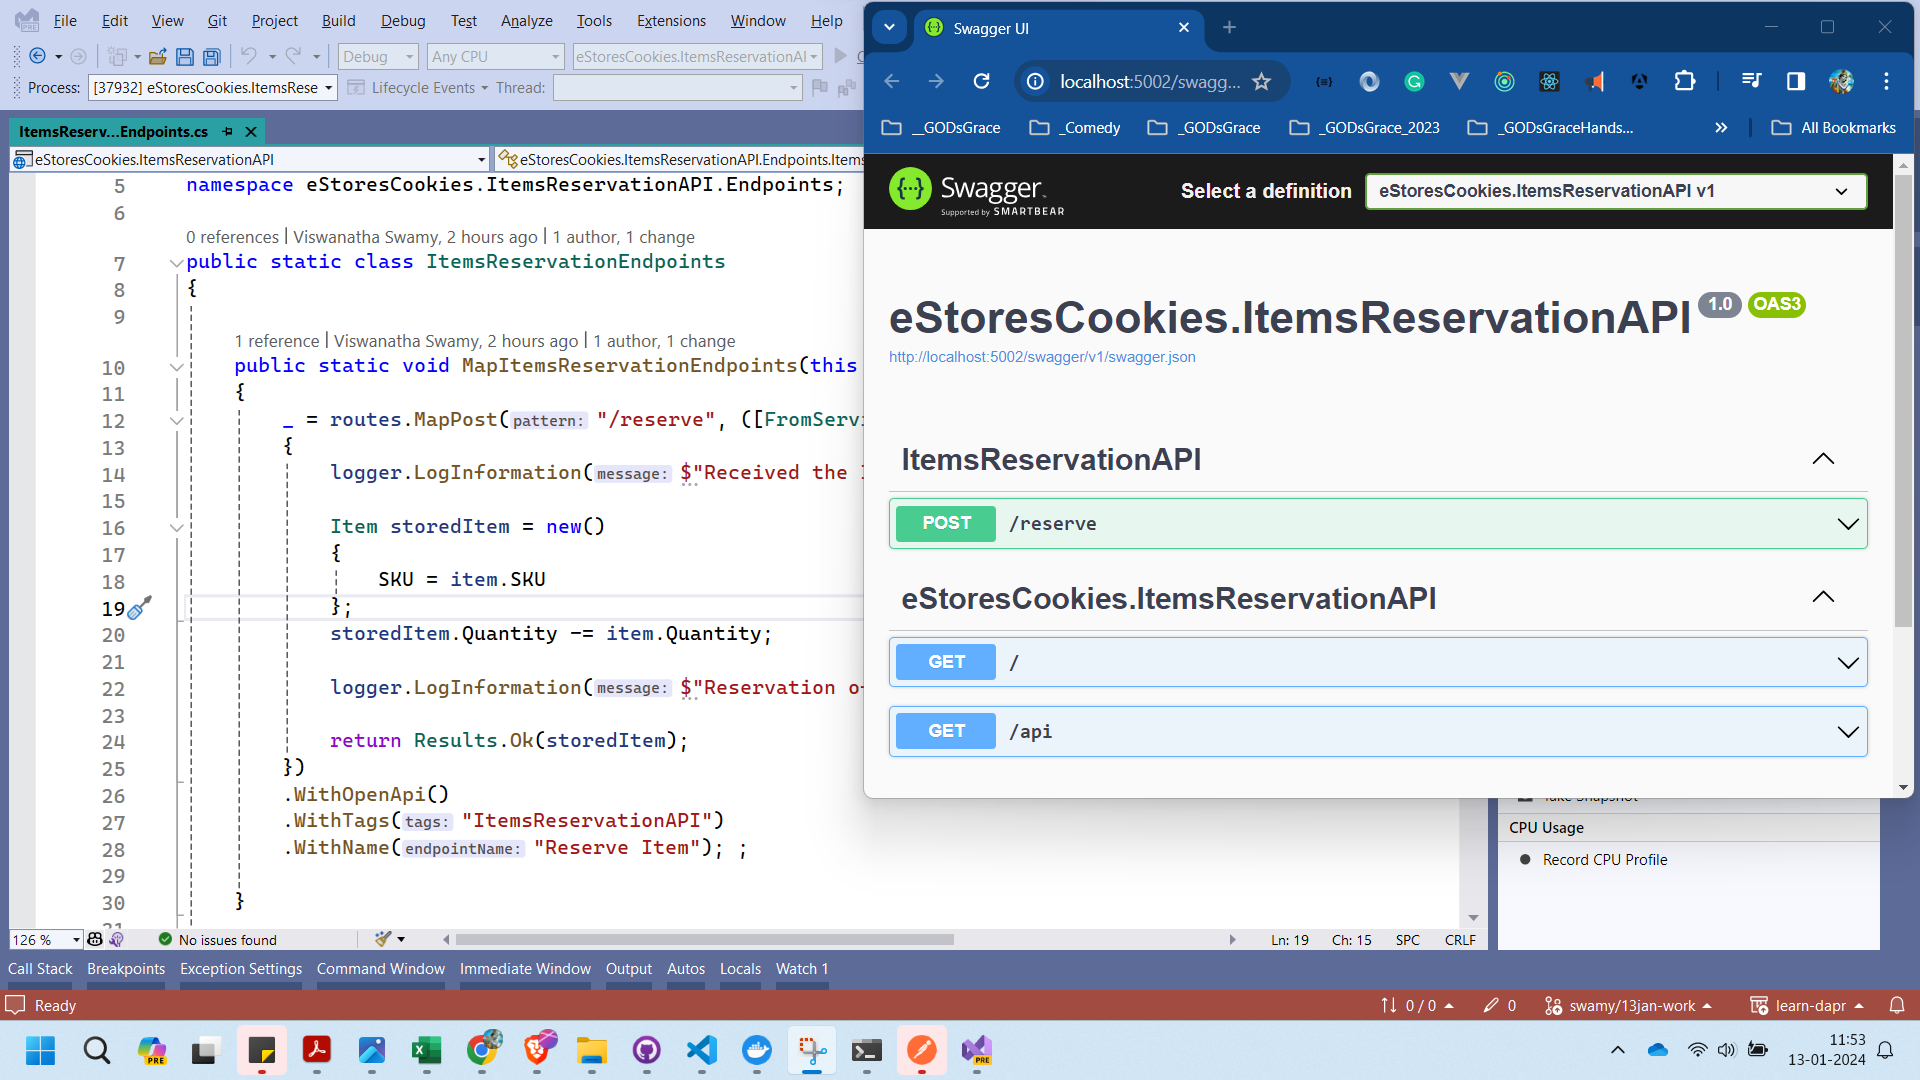 File Edit View Git Project Build Debug Test Analyze Tools Extensions Window Help
Debug Any CPU eStoresCookies.ItemsReservationAI
Process: [37932] eStoresCookies.ItemsRese Lifecycle Events Thread:
ItemsReserv...Endpoints.cs
eStoresCookies.ItemsReservationAPI eStoresCookies.ItemsReservationAPI.Endpoints.Items
5 namespace eStoresCookies.ItemsReservationAPI.Endpoints;
6
0 references | Viswanatha Swamy, 2 hours ago | 1 author, 1 change
7 public static class ItemsReservationEndpoints
8 {
9
1 reference | Viswanatha Swamy, 2 hours ago | 1 author, 1 change
10 public static void MapItemsReservationEndpoints(this
11 {
12 _ = routes.MapPost(pattern: "/reserve", ([FromServi
13 {
14 logger.LogInformation(message: $"Received the
15
16 Item storedItem = new()
17 {
18 SKU = item.SKU
19 };
20 storedItem.Quantity -= item.Quantity;
21
22 logger.LogInformation(message: $"Reservation of
23
24 return Results.Ok(storedItem);
25 })
26 .WithOpenApi()
27 .WithTags(tags: "ItemsReservationAPI")
28 .WithName(endpointName: "Reserve Item"); ;
29
30 }
126 % No issues found Ln: 19 Ch: 15 SPC CRLF
Call Stack Breakpoints Exception Settings Command Window Immediate Window Output Autos Locals Watch 1
Ready 0 / 0 0 swamy/13jan-work learn-dapr
Swagger UI
localhost:5002/swagg...
__GODsGrace _Comedy _GODsGrace _GODsGrace_2023 _GODsGraceHands... All Bookmarks
Swagger
Supported by SMARTBEAR
Select a definition eStoresCookies.ItemsReservationAPI v1
eStoresCookies.ItemsReservationAPI 1.0 OAS3
http://localhost:5002/swagger/v1/swagger.json
ItemsReservationAPI
POST /reserve
eStoresCookies.ItemsReservationAPI
GET /
GET /api
Take Snapshot
CPU Usage
Record CPU Profile
PRE
PRE
PRE
11:53
13-01-2024